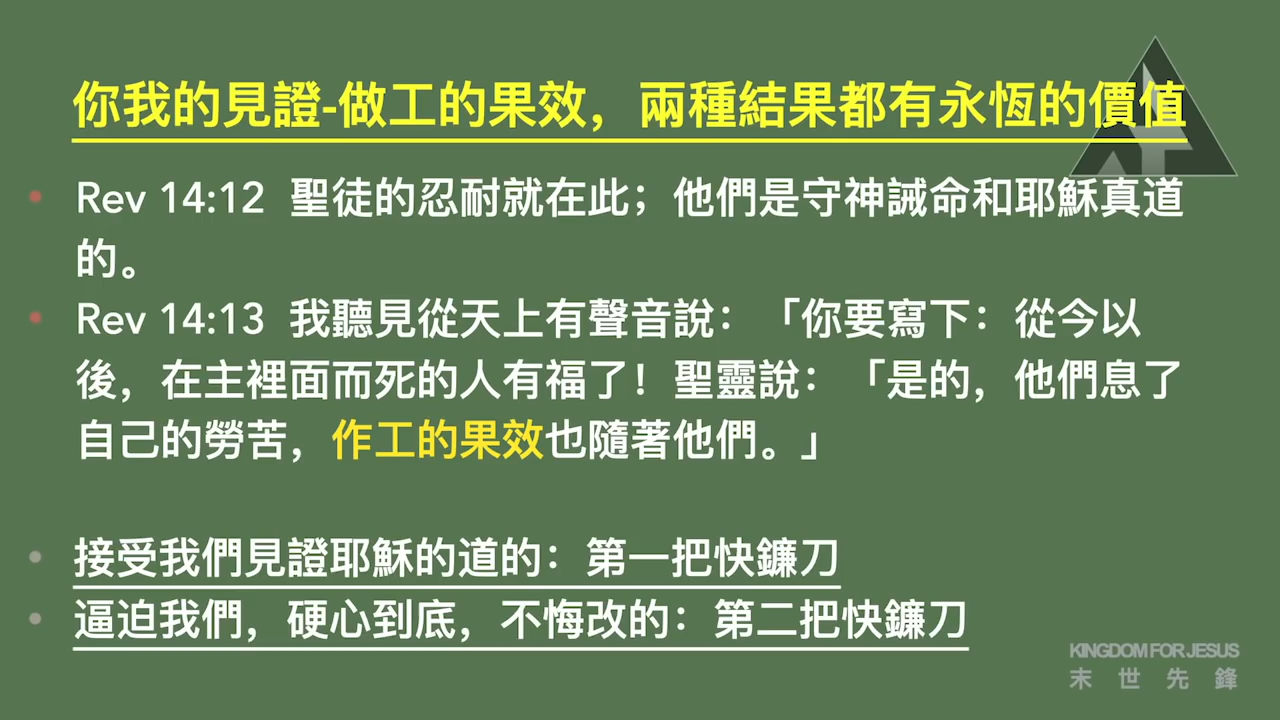 你我的見證-做工的果效，兩種結果都有永恆的價值
Rev 14:12 聖徒的忍耐就在此；他們是守神誡命和耶穌真道
的。
Rev 14:13 我聽見從天上有聲音說：「你要寫下：從今以
後，在主裡面而死的人有福了！聖靈說：「是的，他們息了
自己的勞苦，作工的果效也隨著他們。」
接受我們見證耶穌的道的：第一把快鐮刀
逼迫我們，硬心到底，不悔改的：第二把快鐮刀
KINGDOM FOR JESUS
末世先鋒